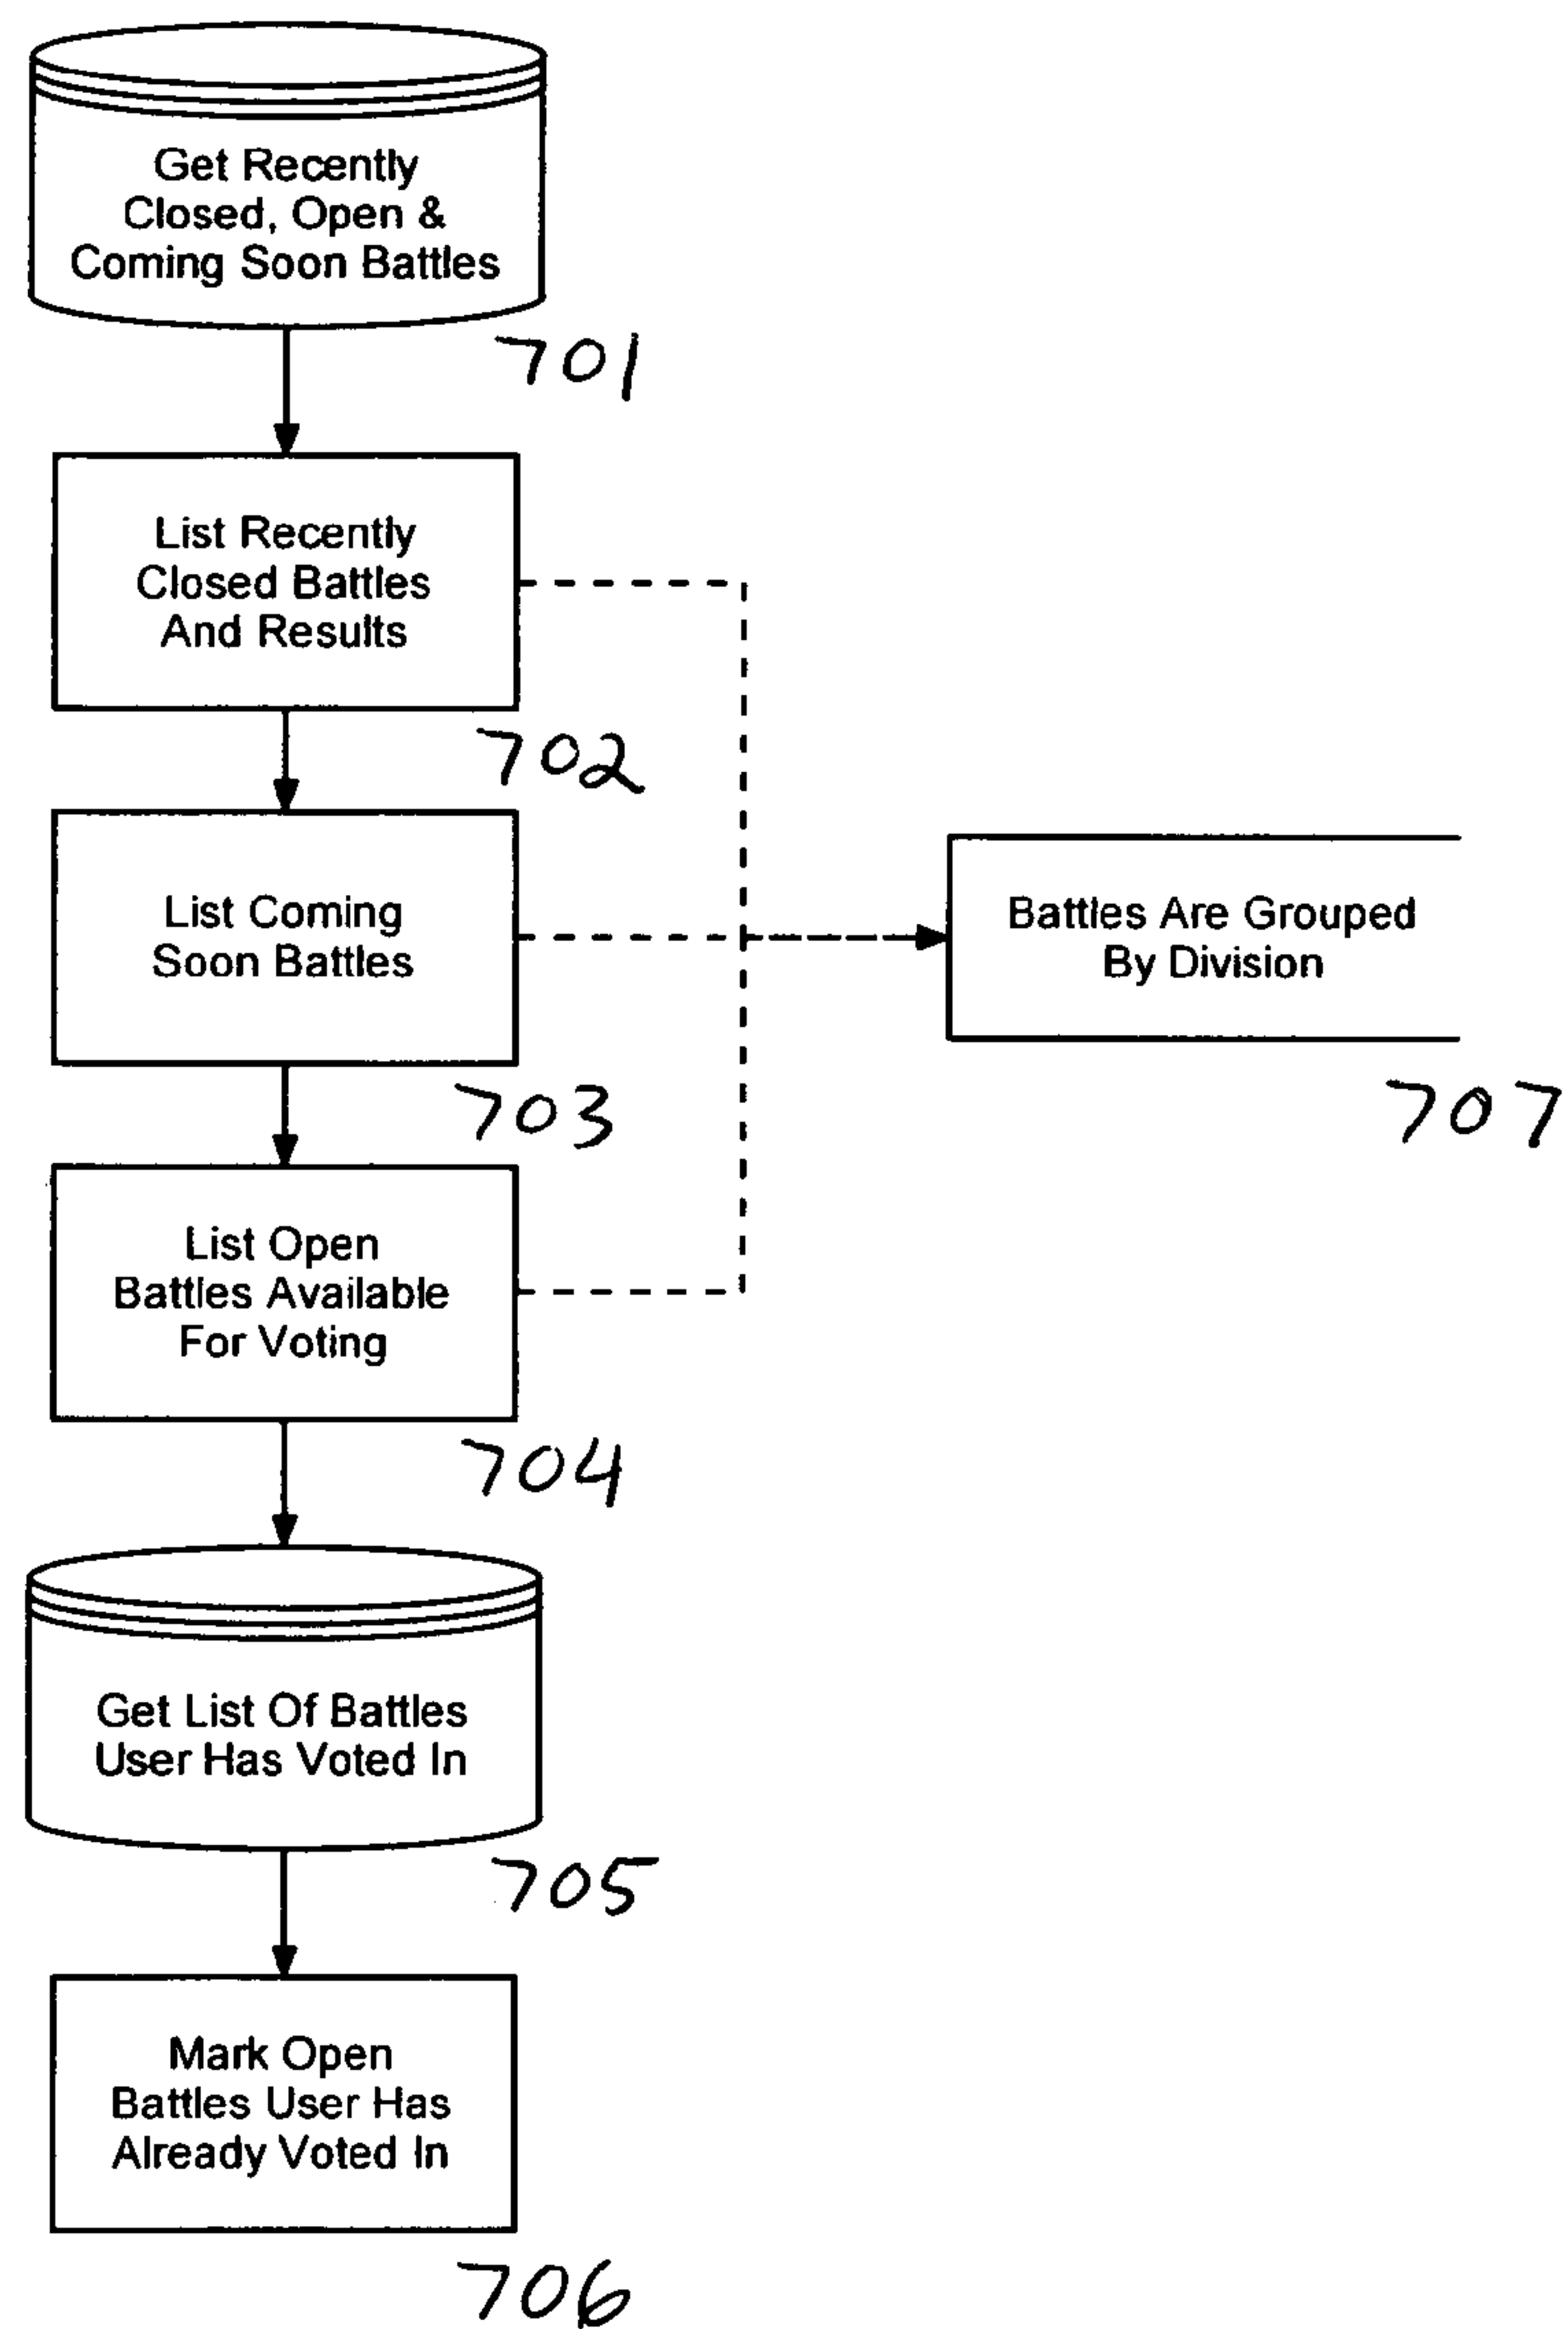 Get Recently
Closed, Open &
Coming Soon Battles
701
List Recently
Closed Battles
And Results
702
List Coming
Soon Battles
703
Battles Are Grouped
By Division
707
List Open
Battles Available
For Voting
704
Get List Of Battles
User Has Voted In
705
Mark Open
Battles User Has
Already Voted In
706